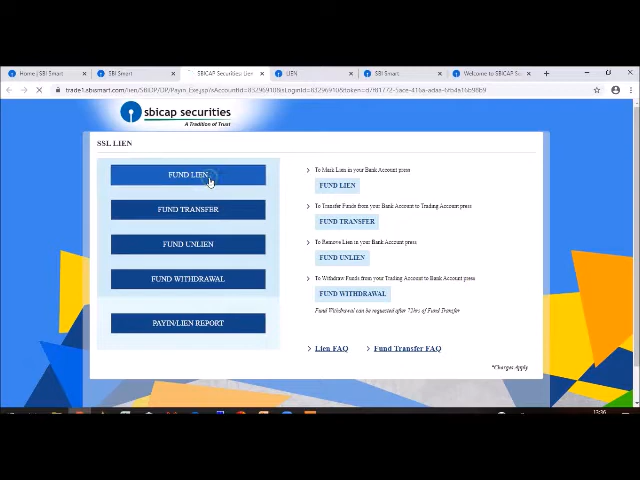 Home | SBI Smart
SBI Smart
SBICAP Securities: Lien
LIEN
SBI Smart
Welcome to SBICAP Sec
sbicap securities
A Tradition of Trust
SSL LIEN
FUND LIEN
FUND TRANSFER
FUND UNLIEN
FUND WITHDRAWAL
PAYIN/LIEN REPORT
To Mark Lien in your Bank Account press
FUND LIEN
To Transfer Funds from your Bank Account to Trading Account press
FUND TRANSFER
To Remove Lien in your Bank Account press
FUND UNLIEN
To Withdraw Funds from your Trading Account to Bank Account press
FUND WITHDRAWAL
Fund Withdrawal can be requested after of Fund Transfer
Lien FAQ
Fund Transfer FAQ
*Charges Apply
13:36